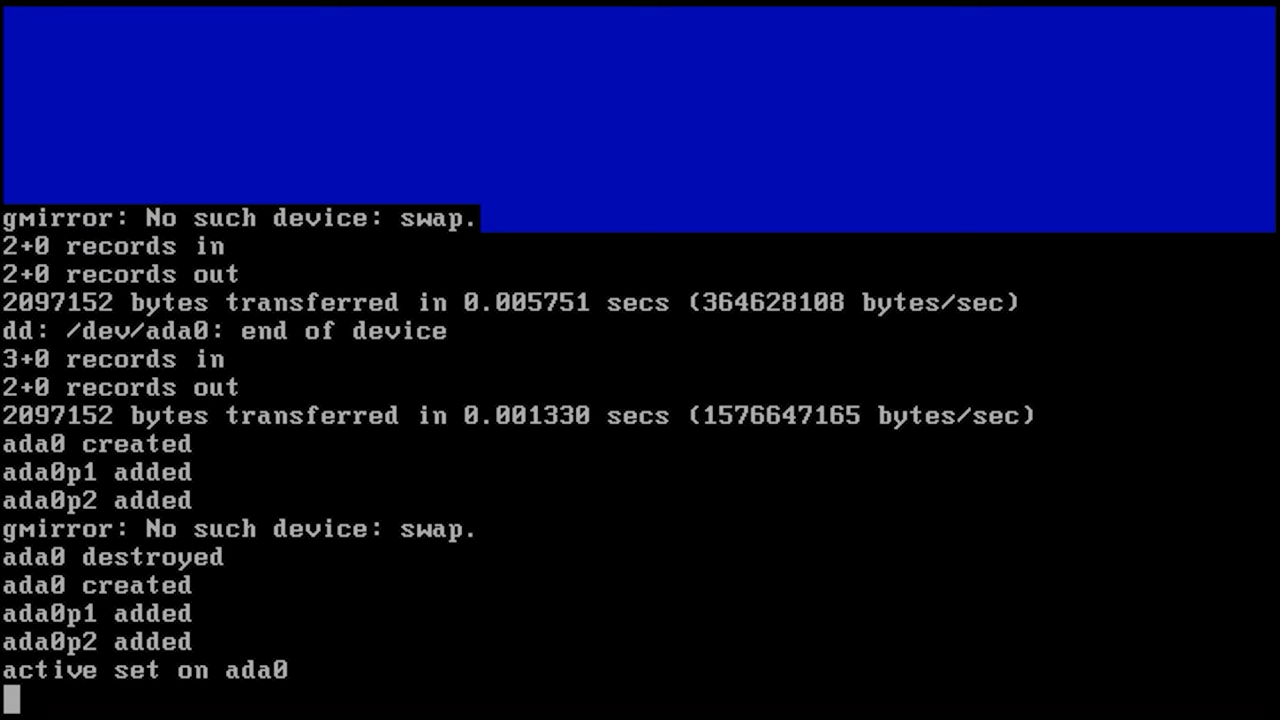 gmirror: No such device: swap.
2+0 records in
2+0 records out
2097152 bytes transferred in 0.005751 secs (364628108 bytes/sec)
dd: /dev/ada0: end of device
3+0 records in
2+0 records out
2097152 bytes transferred in 0.001330 secs (1576647165 bytes/sec)
ada0 created
ada0p1 added
ada0p2 added
gmirror: No such device: swap.
ada0 destroyed
ada0 created
ada0p1 added
ada0p2 added
active set on ada0